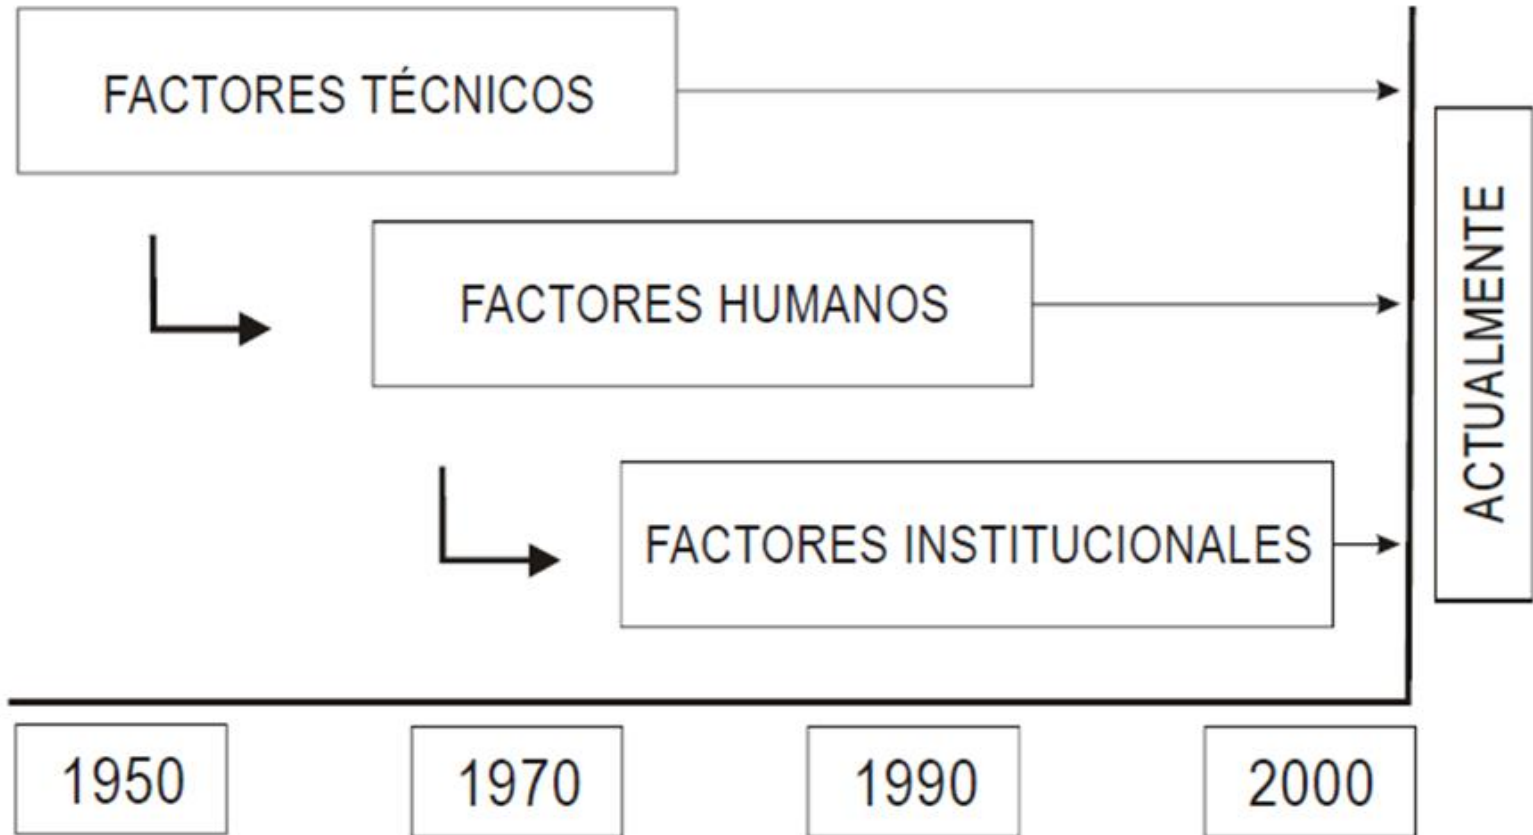 FACTORES TÉCNICOS
FACTORES HUMANOS
FACTORES INSTITUCIONALES
ACTUALMENTE
1950
1970
1990
2000